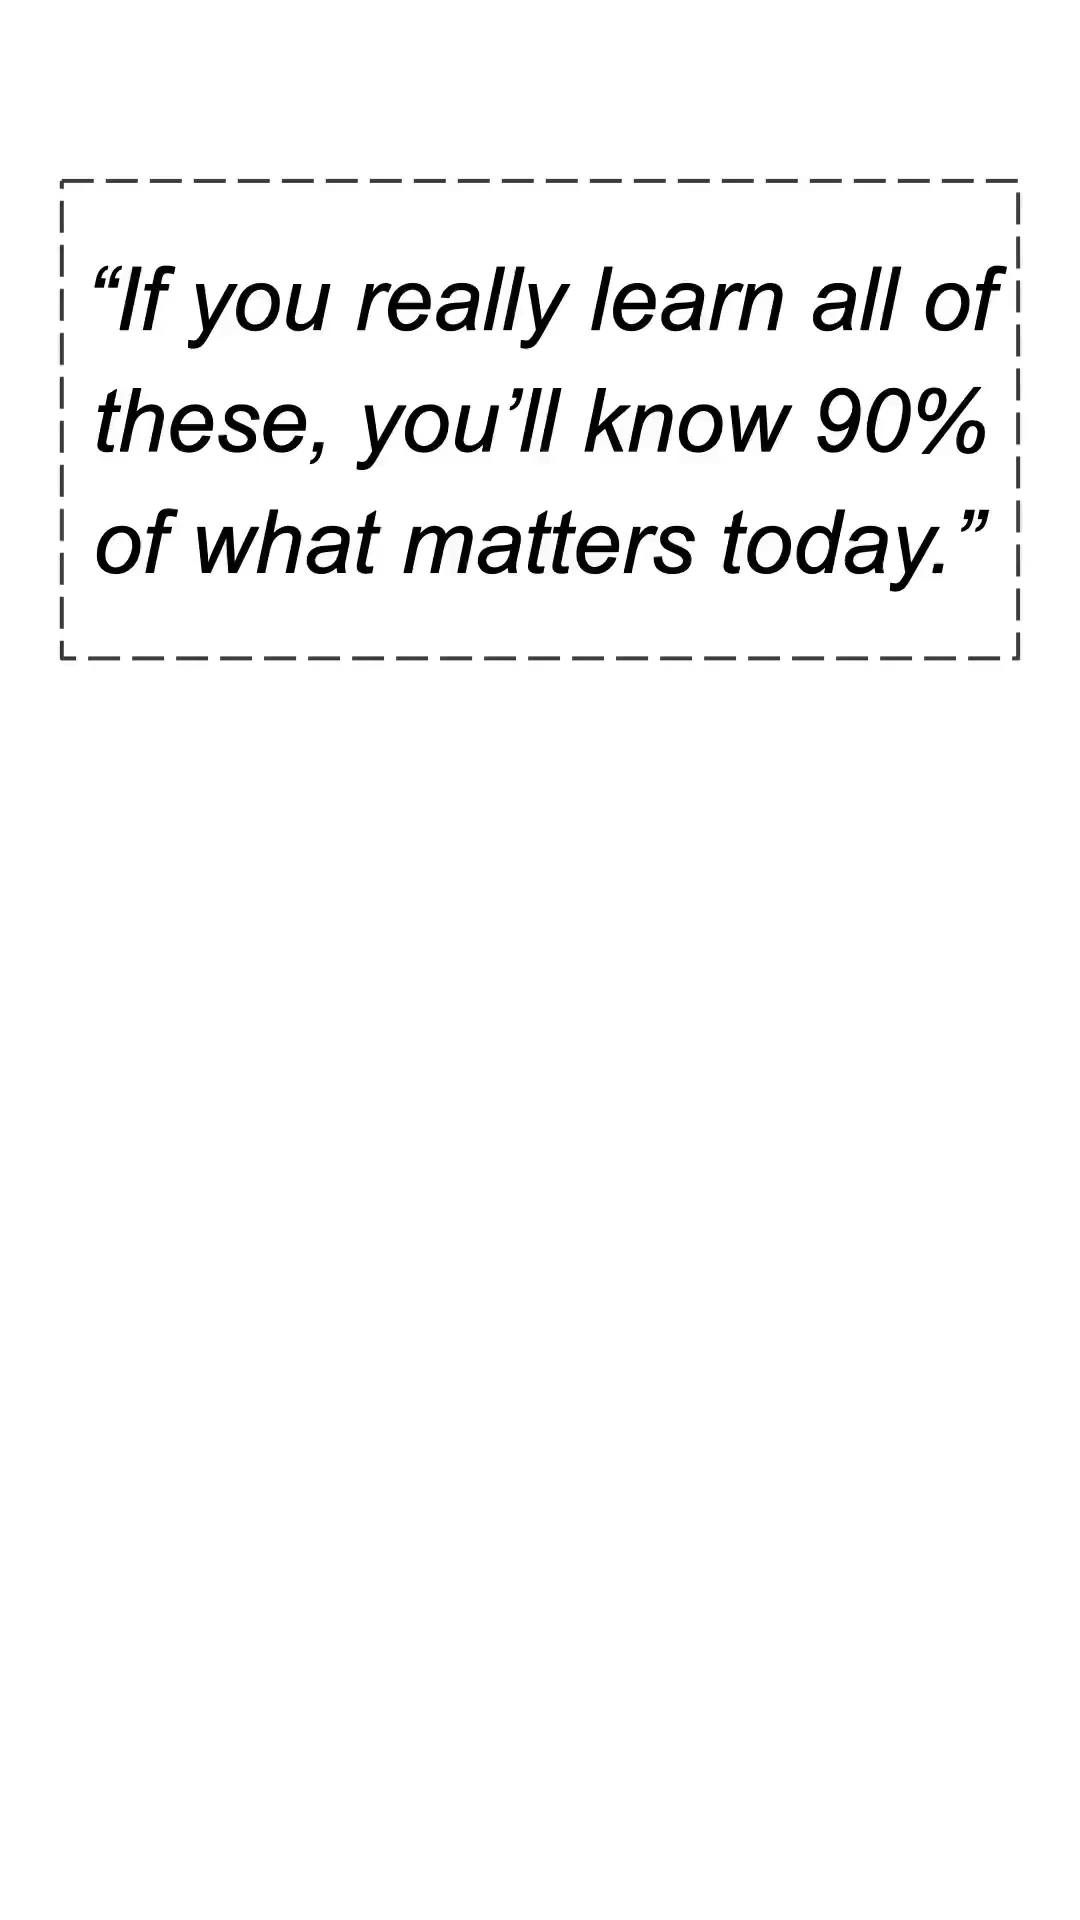 “If you really learn all of
these, you’ll know 90%
of what matters today.”